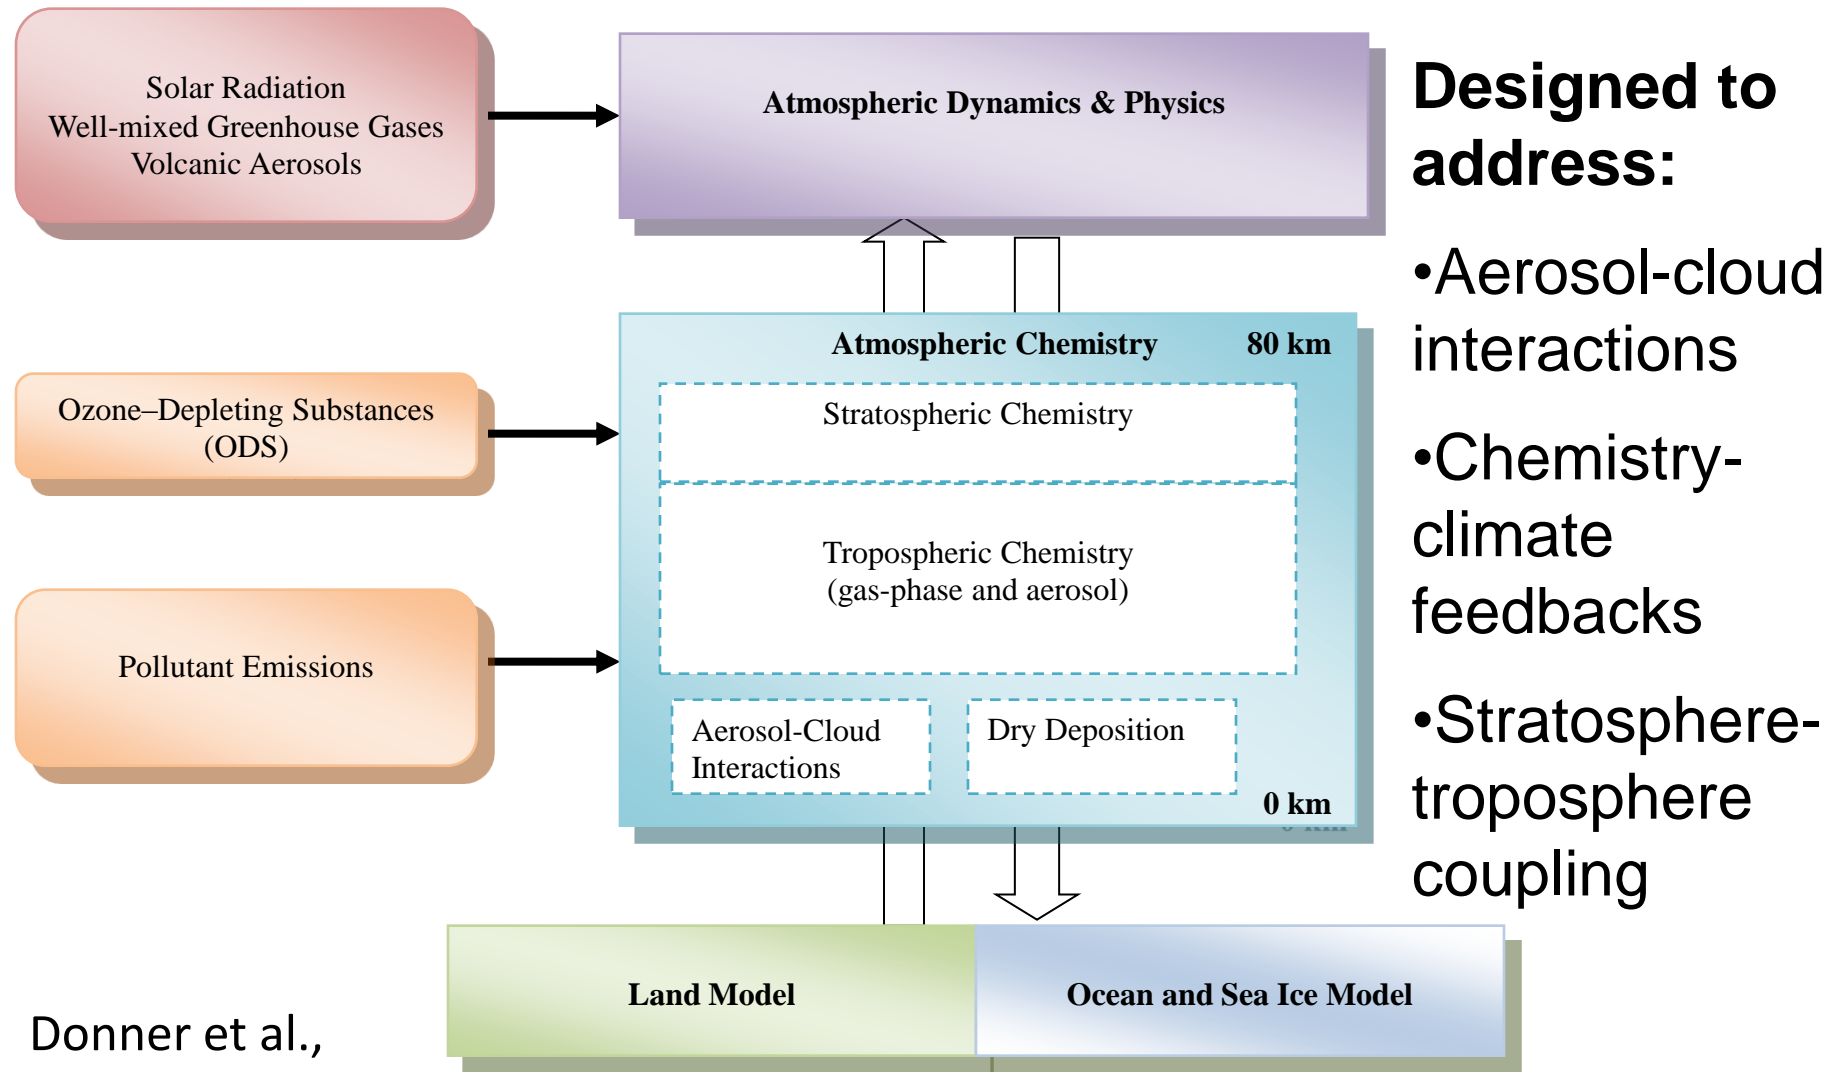 Solar Radiation
Well-mixed Greenhouse Gases
Volcanic Aerosols
Atmospheric Dynamics & Physics
Ozone–Depleting Substances
(ODS)
Pollutant Emissions
Atmospheric Chemistry
80 km
Stratospheric Chemistry
Tropospheric Chemistry
(gas-phase and aerosol)
Aerosol-Cloud
Interactions
Dry Deposition
0 km
0 km
Land Model
Ocean and Sea Ice Model
Designed to
address:
•Aerosol-cloud
interactions
•Chemistry-
climate
feedbacks
•Stratosphere-
troposphere
coupling
Donner et al.,